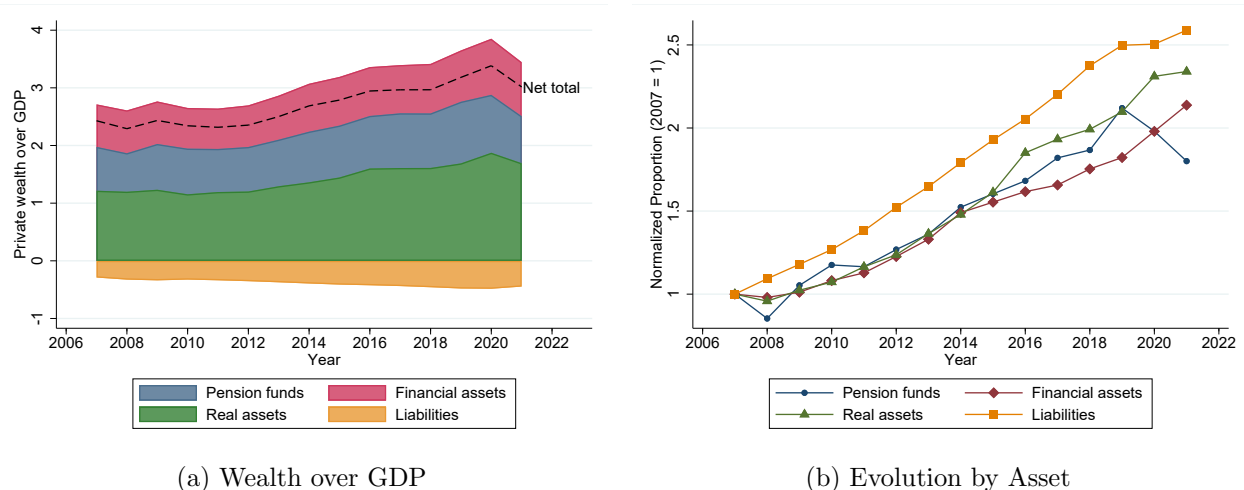 Private wealth over GDP
4
3
2
1
0
-1
Net total
2006 2008 2010 2012 2014 2016 2018 2020 2022
Year
Pension funds Financial assets
Real assets Liabilities
(a) Wealth over GDP
Normalized Proportion (2007 = 1)
2.5
2
1.5
1
2006 2008 2010 2012 2014 2016 2018 2020 2022
Year
Pension funds Financial assets
Real assets Liabilities
(b) Evolution by Asset